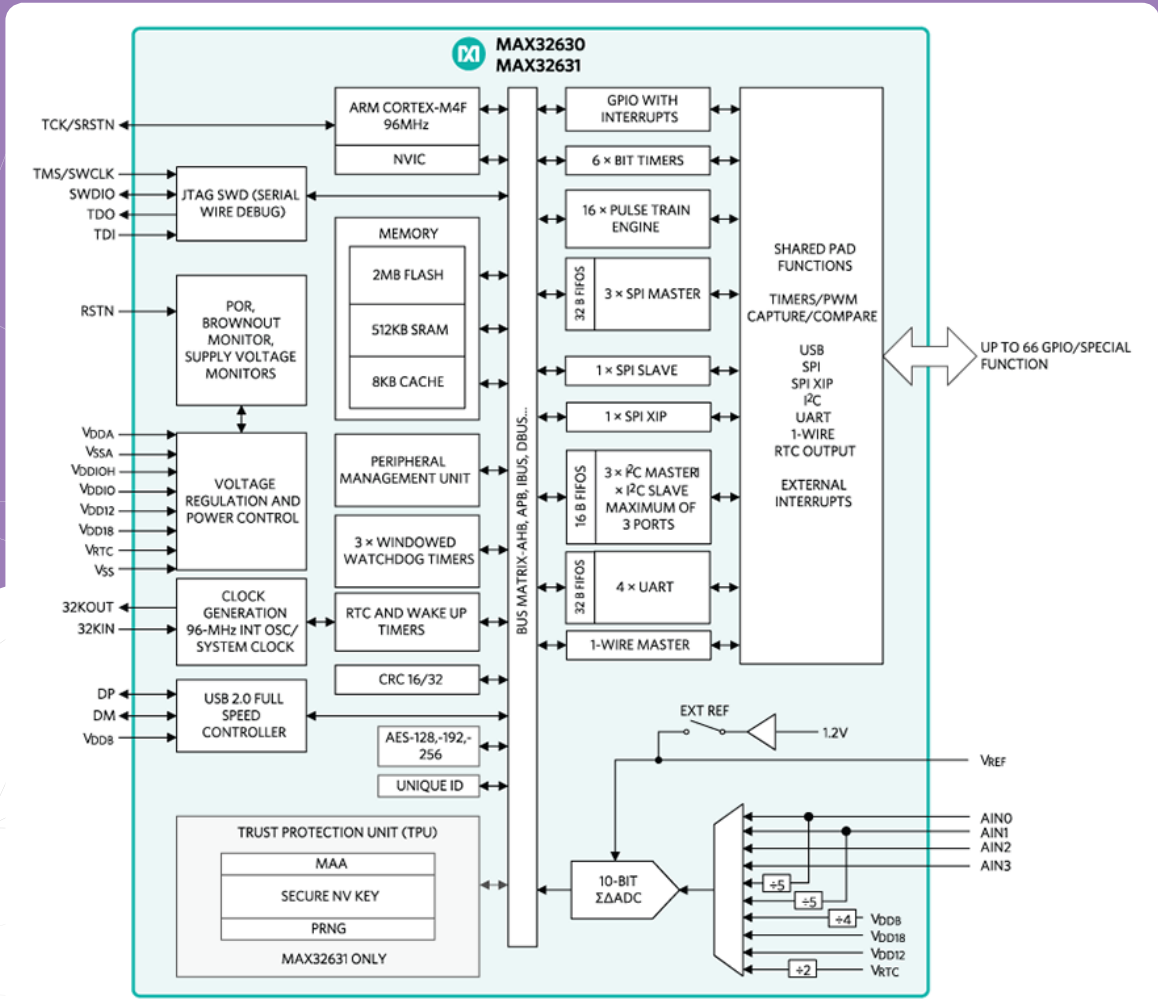 MAX32630
MAX32631
TCK/SRSTN
TMS/SWCLK
SWDIO
TDO
TDI
RSTN
VDDA
VSSA
VDDIOH
VDDIO
VDD12
VDD18
VRTC
VSS
32KOUT
32KIN
DP
DM
VDDB
JTAG SWD (SERIAL
WIRE DEBUG)
POR,
BROWNOUT
MONITOR,
SUPPLY VOLTAGE
MONITORS
VOLTAGE
REGULATION AND
POWER CONTROL
CLOCK
GENERATION
96-MHz INT OSC/
SYSTEM CLOCK
USB 2.0 FULL
SPEED
CONTROLLER
ARM CORTEX-M4F
96MHz
NVIC
MEMORY
2MB FLASH
512KB SRAM
8KB CACHE
PERIPHERAL
MANAGEMENT UNIT
3 × WINDOWED
WATCHDOG TIMERS
RTC AND WAKE UP
TIMERS
CRC 16/32
AES-128,-192,-
256
UNIQUE ID
TRUST PROTECTION UNIT (TPU)
MAA
SECURE NV KEY
PRNG
MAX32631 ONLY
BUS MATRIX-AHB, APB, IBUS, DBUS...
GPIO WITH
INTERRUPTS
6 × BIT TIMERS
16 × PULSE TRAIN
ENGINE
32 B FIFOS
3 × SPI MASTER
1 × SPI SLAVE
1 × SPI XIP
16 B FIFOS
3 × I²C MASTERI
× I²C SLAVE
MAXIMUM OF
3 PORTS
32 B FIFOS
4 × UART
1-WIRE MASTER
SHARED PAD
FUNCTIONS
TIMERS/PWM
CAPTURE/COMPARE
USB
SPI
SPI XIP
I²C
UART
1-WIRE
RTC OUTPUT
EXTERNAL
INTERRUPTS
UP TO 66 GPIO/SPECIAL
FUNCTION
EXT REF
1.2V
VREF
10-BIT
ΣΔADC
AIN0
AIN1
AIN2
AIN3
÷5
÷5
÷4 VDDB
VDD18
VDD12
÷2 VRTC